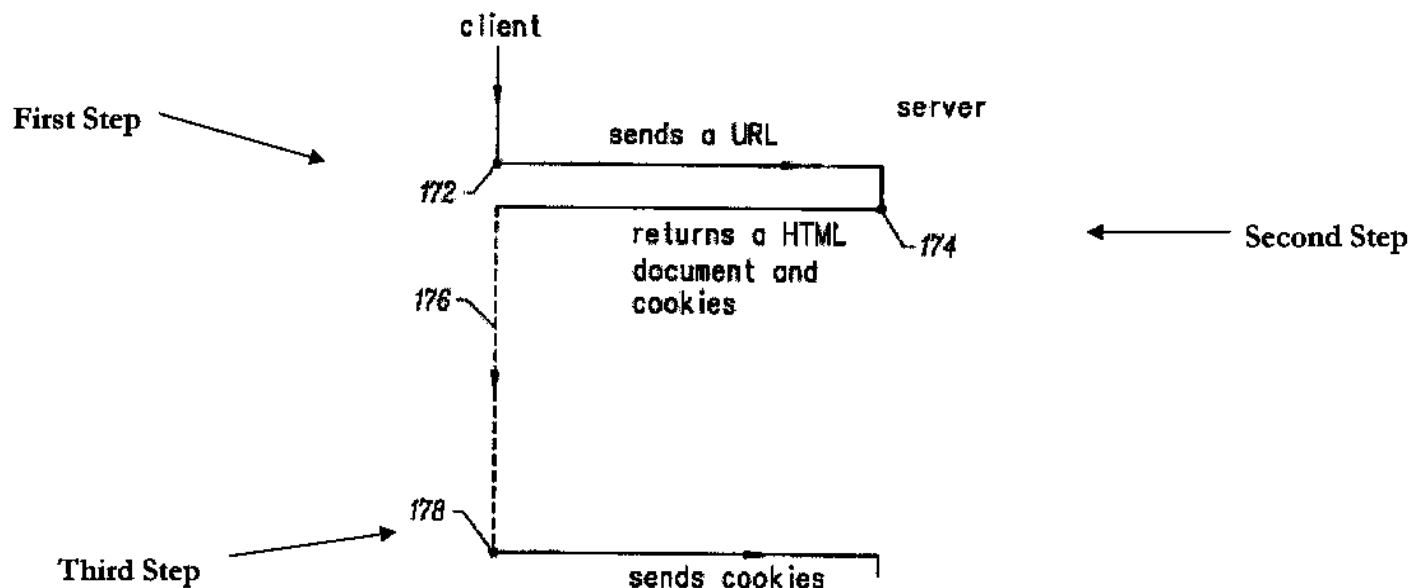 client
First Step
server
sends a URL
172
returns a HTML
document and
cookies
174
Second Step
176
178
Third Step
sends cookies